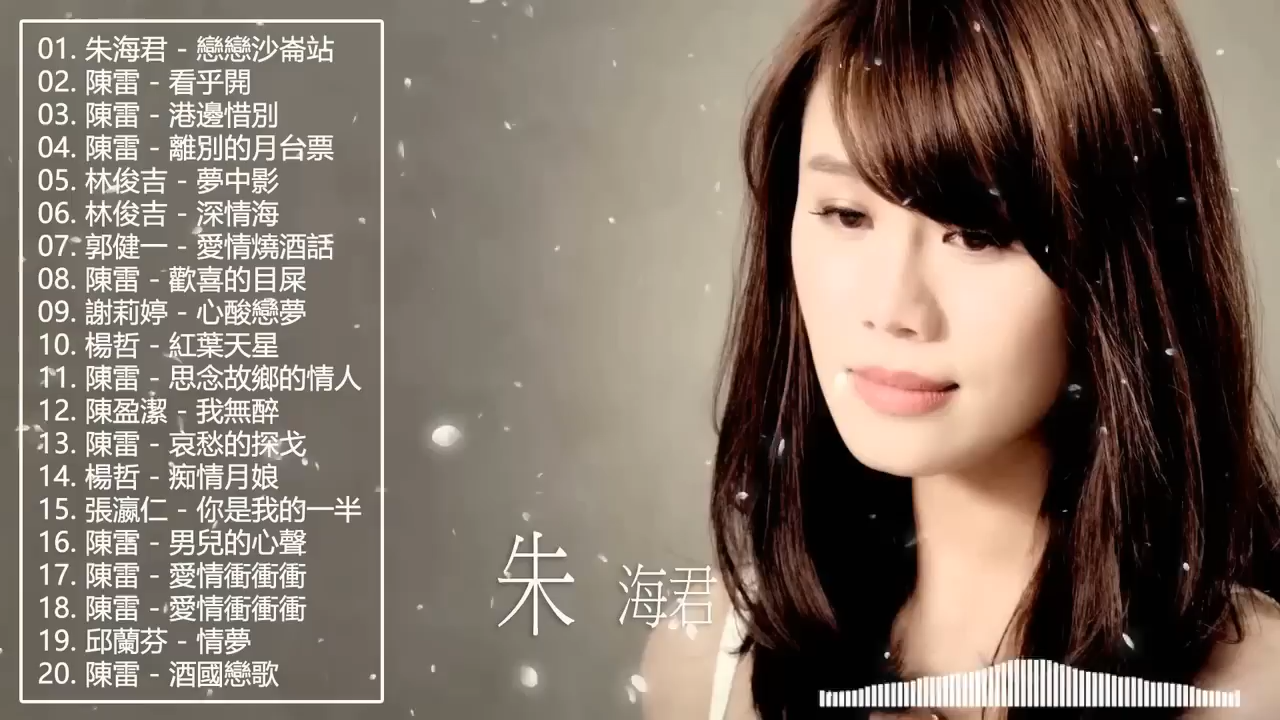 01. 朱海君 - 戀戀沙崙站
02. 陳雷 - 看乎開
03. 陳雷 - 港邊惜別
04. 陳雷 - 離別的月台票
05. 林俊吉 - 夢中影
06. 林俊吉 - 深情海
07. 郭健一 - 愛情燒酒話
08. 陳雷 - 歡喜的目屎
09. 謝莉婷 - 心酸戀夢
10. 楊哲 - 紅葉天星
11. 陳雷 - 思念故鄉的情人
12. 陳盈潔 - 我無醉
13. 陳雷 - 哀愁的探戈
14. 楊哲 - 痴情月娘
15. 張瀛仁 - 你是我的一半
16. 陳雷 - 男兒的心聲
17. 陳雷 - 愛情衝衝衝
18. 陳雷 - 愛情衝衝衝
19. 邱蘭芬 - 情夢
20. 陳雷 - 酒國戀歌
朱 海君